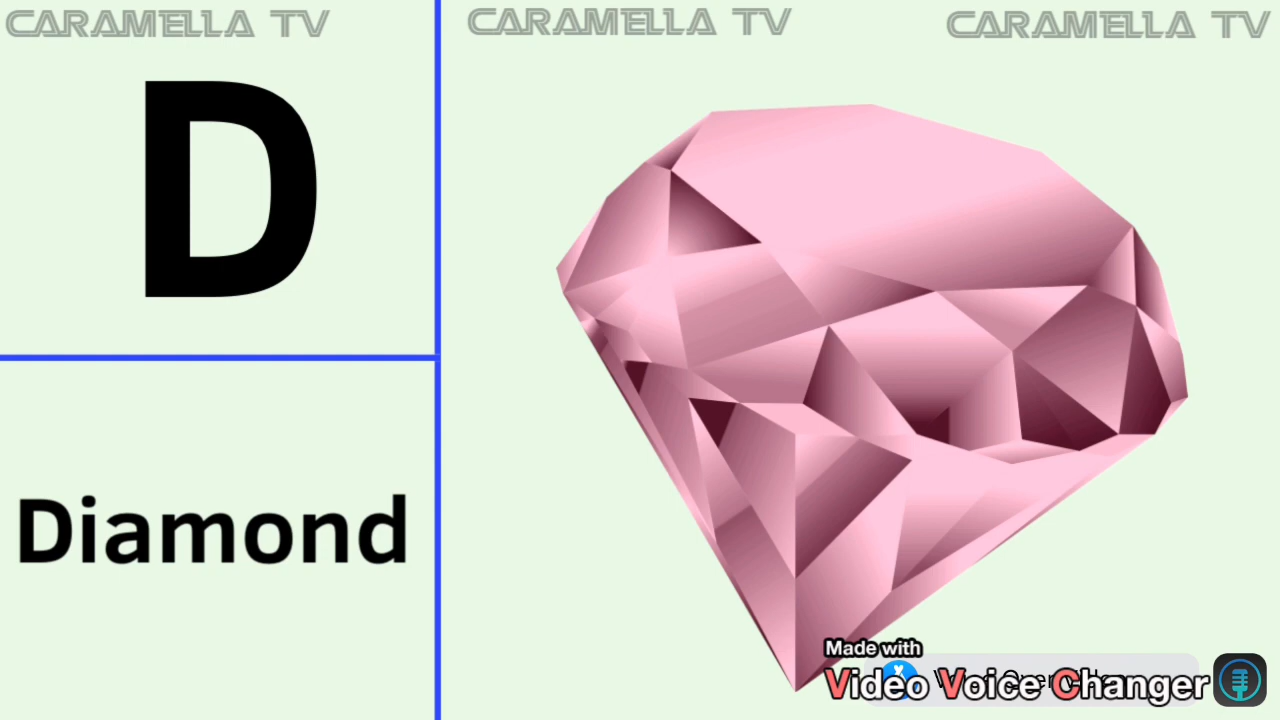 CARAMELLA TV
CARAMELLA TV
CARAMELLA TV
D
Diamond
Made with
Video Voice Changer